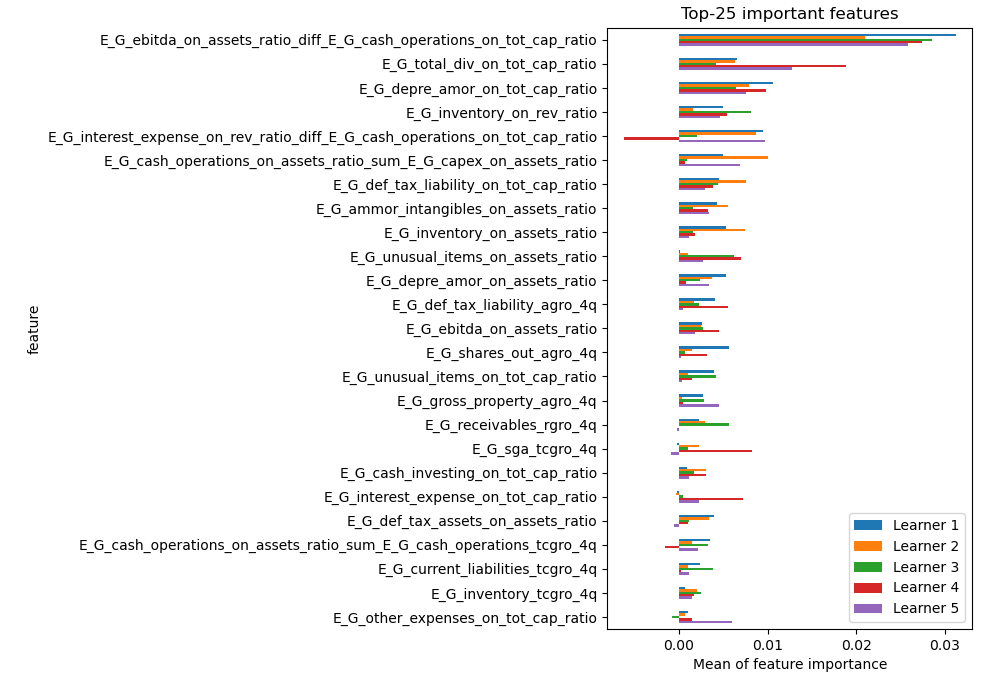 Top-25 important features
E_G_ebitda_on_assets_ratio_diff_E_G_cash_operations_on_tot_cap_ratio
E_G_total_div_on_tot_cap_ratio
E_G_depre_amor_on_tot_cap_ratio
E_G_inventory_on_rev_ratio
E_G_interest_expense_on_rev_ratio_diff_E_G_cash_operations_on_tot_cap_ratio
E_G_cash_operations_on_assets_ratio_sum_E_G_capex_on_assets_ratio
E_G_def_tax_liability_on_tot_cap_ratio
E_G_ammor_intangibles_on_assets_ratio
E_G_inventory_on_assets_ratio
E_G_unusual_items_on_assets_ratio
E_G_depre_amor_on_assets_ratio
E_G_def_tax_liability_agro_4q
E_G_ebitda_on_assets_ratio
E_G_shares_out_agro_4q
E_G_unusual_items_on_tot_cap_ratio
E_G_gross_property_agro_4q
E_G_receivables_rgro_4q
E_G_sga_tcgro_4q
E_G_cash_investing_on_tot_cap_ratio
E_G_interest_expense_on_tot_cap_ratio
E_G_def_tax_assets_on_assets_ratio
E_G_cash_operations_on_assets_ratio_sum_E_G_cash_operations_tcgro_4q
E_G_current_liabilities_tcgro_4q
E_G_inventory_tcgro_4q
E_G_other_expenses_on_tot_cap_ratio
feature
Learner 1
Learner 2
Learner 3
Learner 4
Learner 5
0.00 0.01 0.02 0.03
Mean of feature importance